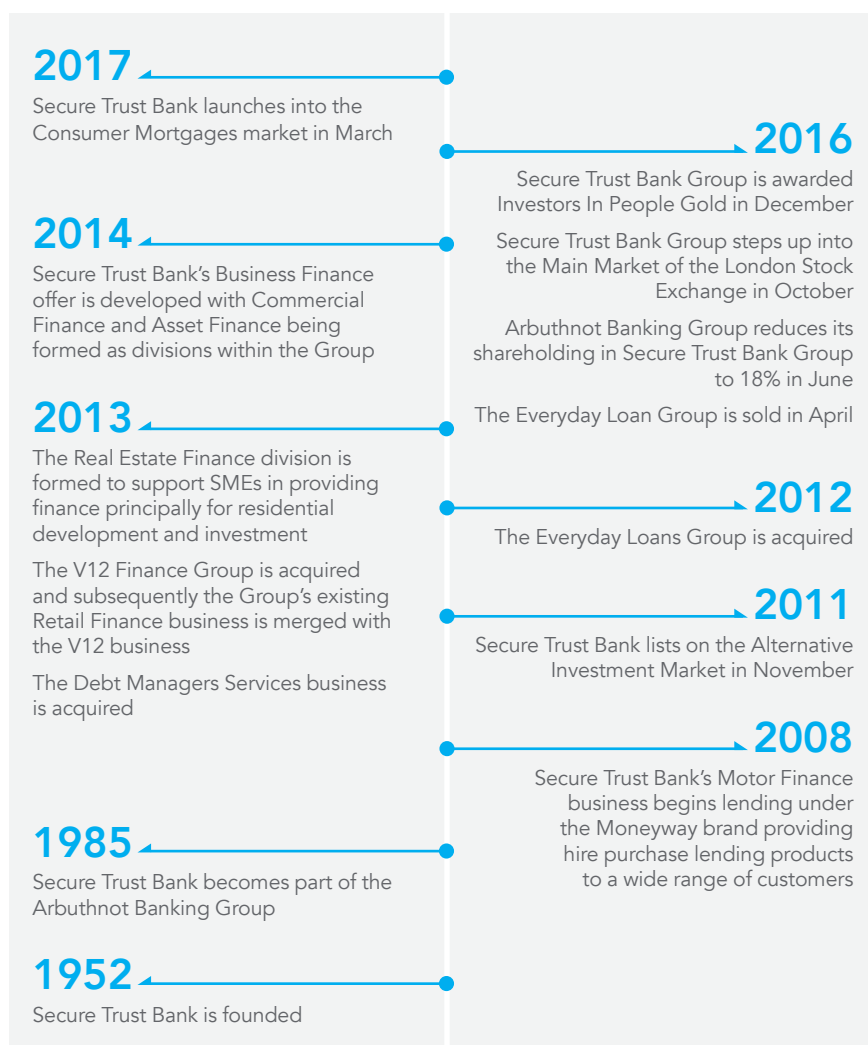 2017
Secure Trust Bank launches into the
Consumer Mortgages market in March
2016
Secure Trust Bank Group is awarded
Investors In People Gold in December
Secure Trust Bank Group steps up into
the Main Market of the London Stock
Exchange in October
Arbuthnot Banking Group reduces its
shareholding in Secure Trust Bank Group
to 18% in June
The Everyday Loan Group is sold in April
2014
Secure Trust Bank's Business Finance
offer is developed with Commercial
Finance and Asset Finance being
formed as divisions within the Group
2013
The Real Estate Finance division is
formed to support SMEs in providing
finance principally for residential
development and investment
The V12 Finance Group is acquired
and subsequently the Group's existing
Retail Finance business is merged with
the V12 business
The Debt Managers Services business
is acquired
2012
The Everyday Loans Group is acquired
2011
Secure Trust Bank lists on the Alternative
Investment Market in November
2008
Secure Trust Bank's Motor Finance
business begins lending under
the Moneyway brand providing
hire purchase lending products
to a wide range of customers
1985
Secure Trust Bank becomes part of the
Arbuthnot Banking Group
1952
Secure Trust Bank is founded